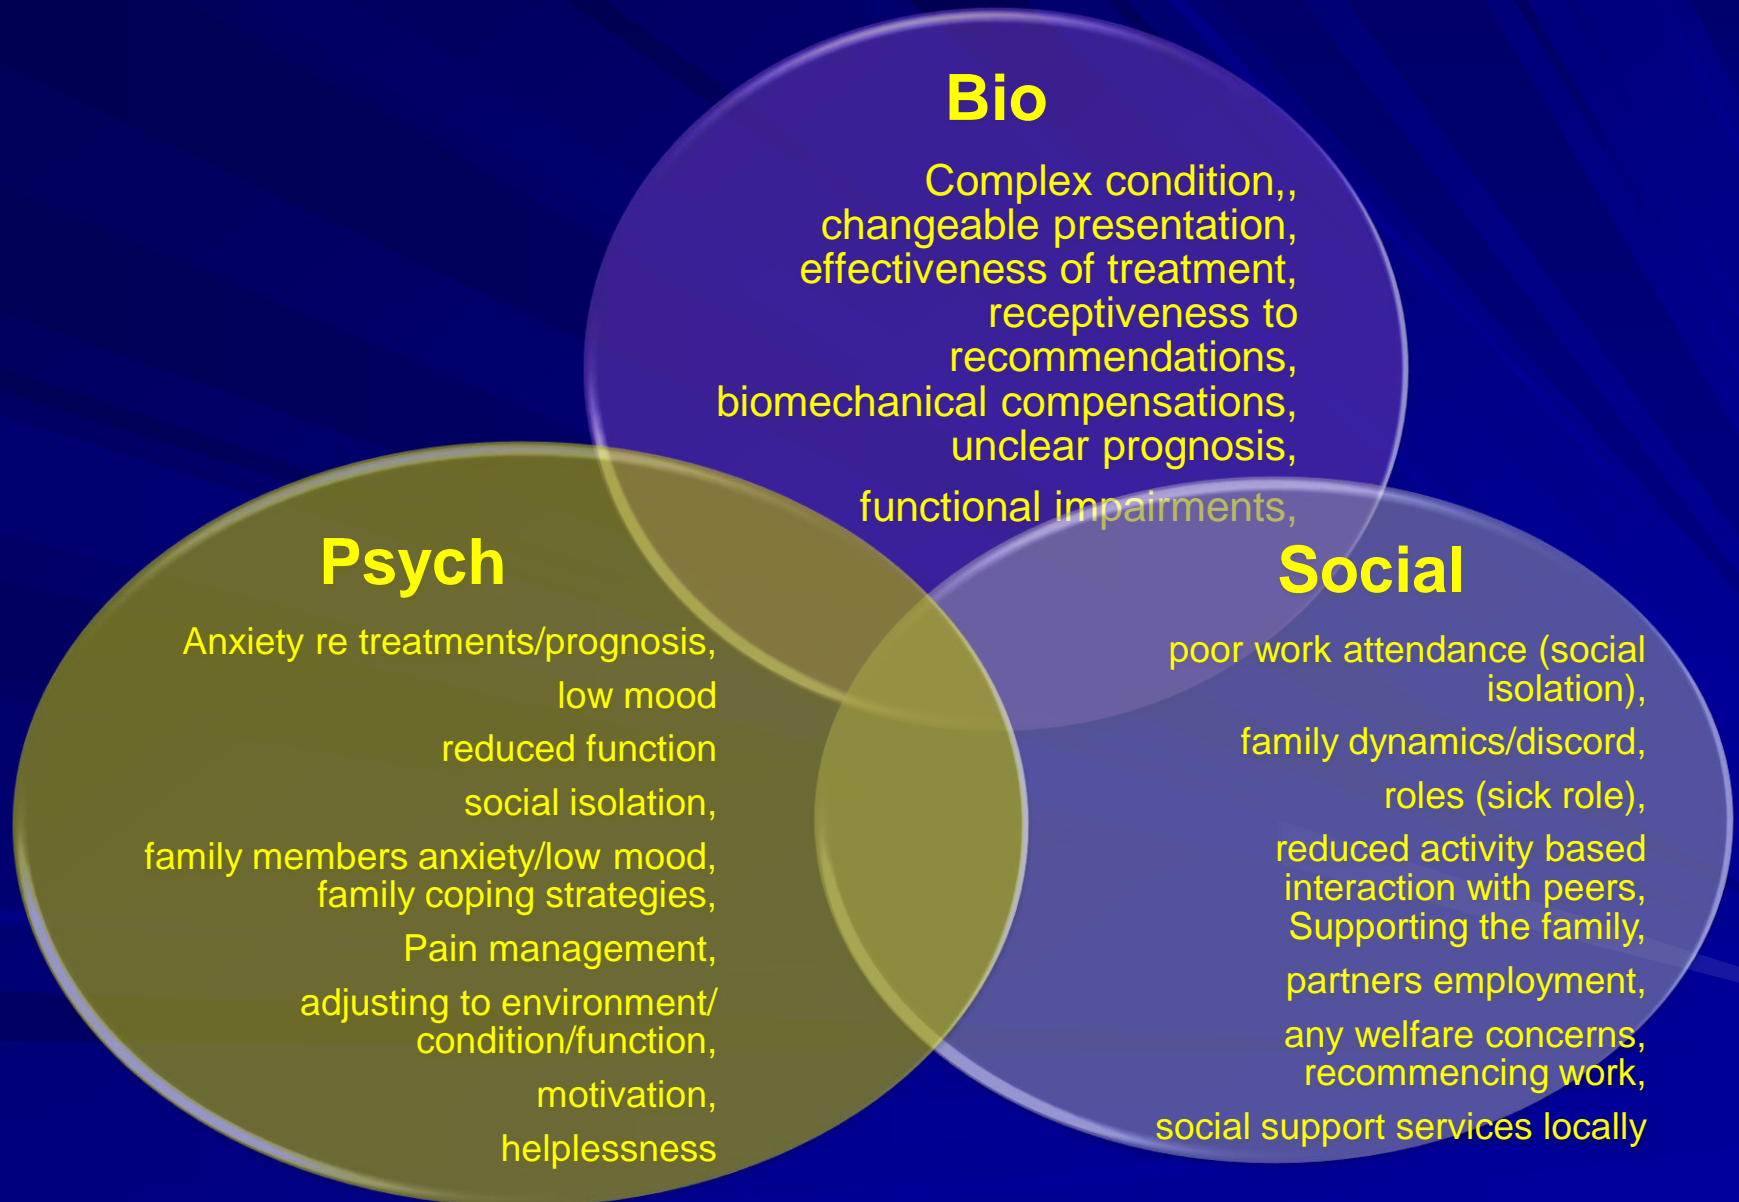 Bio
Complex condition,,
changeable presentation,
effectiveness of treatment,
receptiveness to
recommendations,
biomechanical compensations,
unclear prognosis,
functional impairments,
Psych
Anxiety re treatments/prognosis,
low mood
reduced function
social isolation,
family members anxiety/low mood,
family coping strategies,
Pain management,
adjusting to environment/
condition/function,
motivation,
helplessness
Social
poor work attendance (social
isolation),
family dynamics/discord,
roles (sick role),
reduced activity based
interaction with peers,
Supporting the family,
partners employment,
any welfare concerns,
recommencing work,
social support services locally